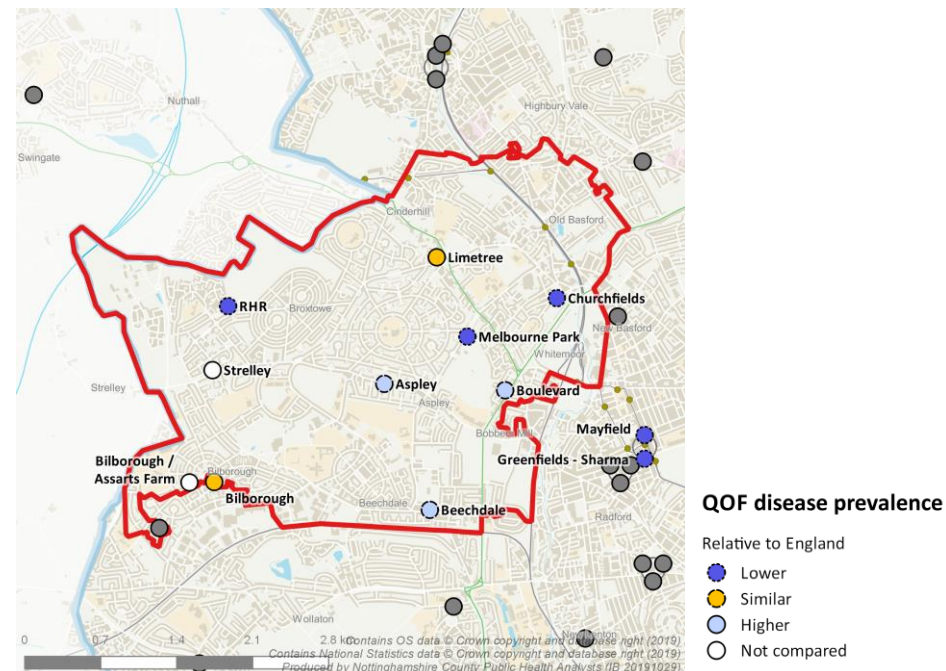 Nuthall
Highbury Vale
Swingate
Cinderhill
Old Basford
Limetree
RHR
Broxtowe
Churchfields
New Basford
Melbourne Park
Whitemoor
Strelley
Strelley
Aspley
Aspley
Boulevard
Mayfield
Greenfields - Sharma
Bilborough /
Assarts Farm
Bilborough
Bilborough
Beechdale
Beechdale
Radford
Wollaton
QOF disease prevalence
Relative to England
Lower
Similar
Higher
Not compared
0 0.7 1.4 2.1 2.8 km
Contains OS data © Crown copyright and database right (2019)
Contains National Statistics data © Crown copyright and database right (2019)
Produced by Nottinghamshire County Public Health Analysts (IB 20191029)